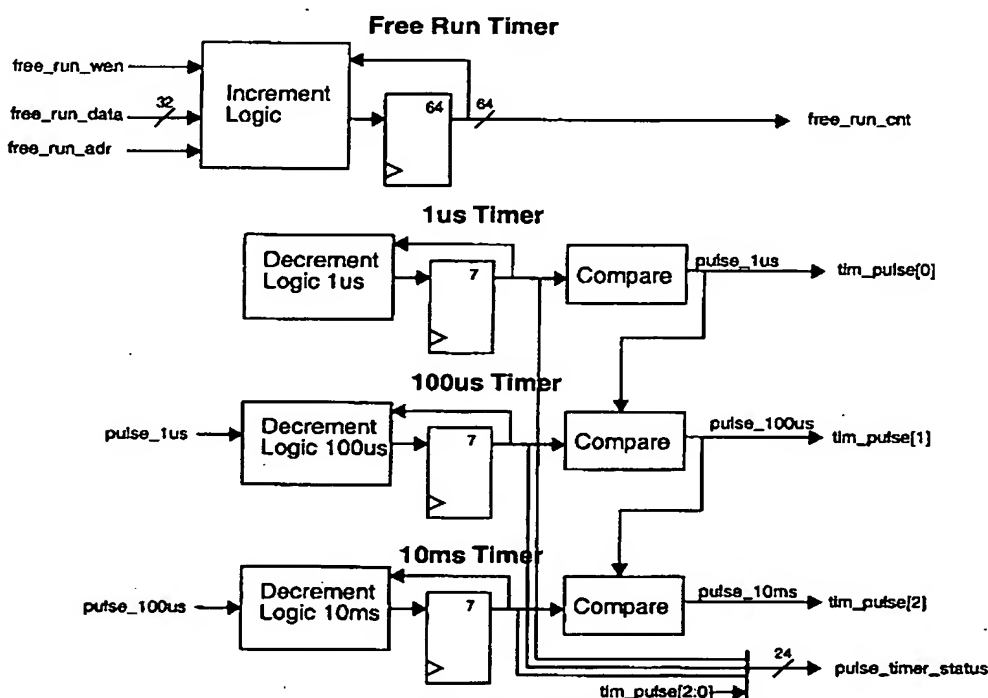 Free Run Timer
free_run_wen
free_run_data
32
free_run_adr
Increment
Logic
64
64
free_run_cnt
1us Timer
Decrement
Logic 1us
7
Compare
pulse_1us
tim_pulse[0]
100us Timer
pulse_1us
Decrement
Logic 100us
7
Compare
pulse_100us
tim_pulse[1]
10ms Timer
pulse_100us
Decrement
Logic 10ms
7
Compare
pulse_10ms
tim_pulse[2]
24
pulse_timer_status
tim_pulse[2:0]